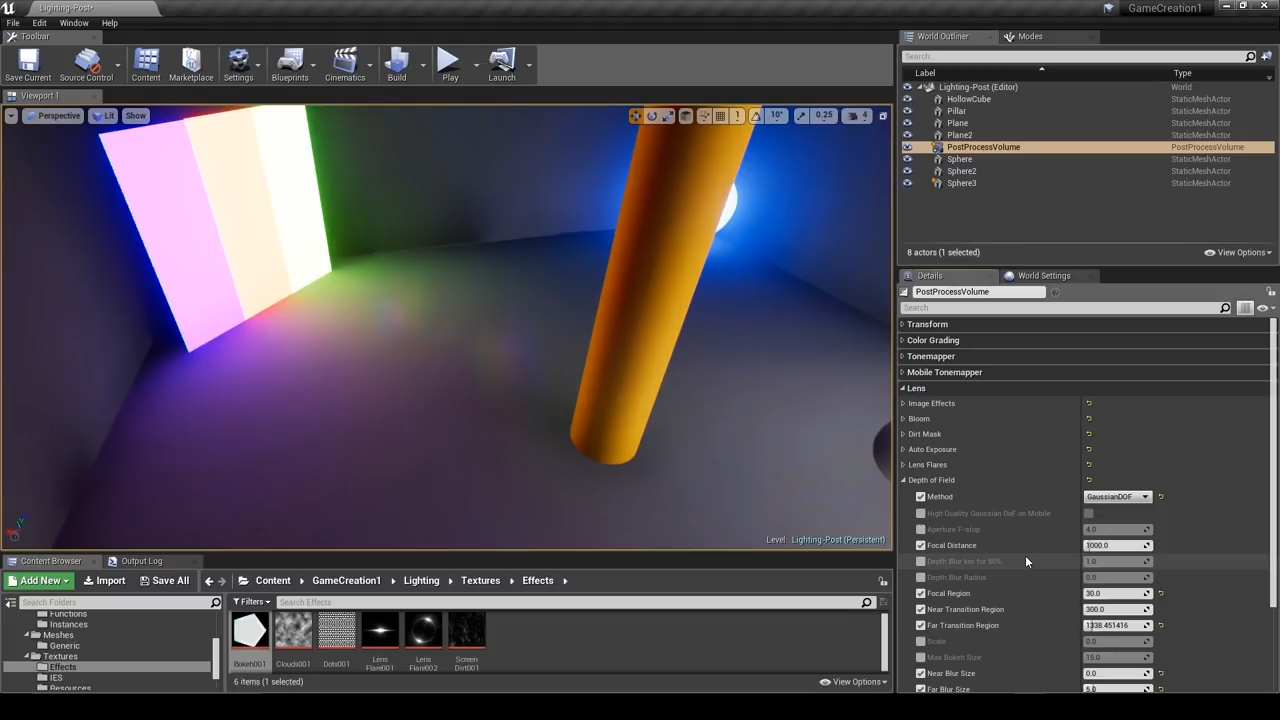 Lighting-Post*
GameCreation1
File Edit Window Help
Toolbar
Save Current Source Control Content Marketplace Settings Blueprints Cinematics Build Play Launch
Viewport 1
Perspective Lit Show
10° 0.25 4
Level: Lighting-Post (Persistent)
World Outliner Modes
Search...
Label Type
Lighting-Post (Editor) World
HollowCube StaticMeshActor
Pillar StaticMeshActor
Plane StaticMeshActor
Plane2 StaticMeshActor
PostProcessVolume PostProcessVolume
Sphere StaticMeshActor
Sphere2 StaticMeshActor
Sphere3 StaticMeshActor
8 actors (1 selected) View Options
Details World Settings
PostProcessVolume
Search
Transform
Color Grading
Tonemapper
Mobile Tonemapper
Lens
Image Effects
Bloom
Dirt Mask
Auto Exposure
Lens Flares
Depth of Field
Method GaussianDOF
High Quality Gaussian DoF on Mobile
Aperture F-stop 4.0
Focal Distance 1000.0
Depth Blur km for 50% 1.0
Depth Blur Radius 0.0
Focal Region 30.0
Near Transition Region 300.0
Far Transition Region 1338.451416
Scale 0.0
Max Bokeh Size 15.0
Near Blur Size 0.0
Far Blur Size 5.0
Content Browser Output Log
Add New Import Save All Content GameCreation1 Lighting Textures Effects
Search Folders
Functions
Instances
Meshes
Generic
Textures
Effects
IES
Resources
Filters Search Effects
Bokeh001 Clouds001 Dots001 Lens Flare001 Lens Flare002 Screen Dirt001
6 items (1 selected) View Options